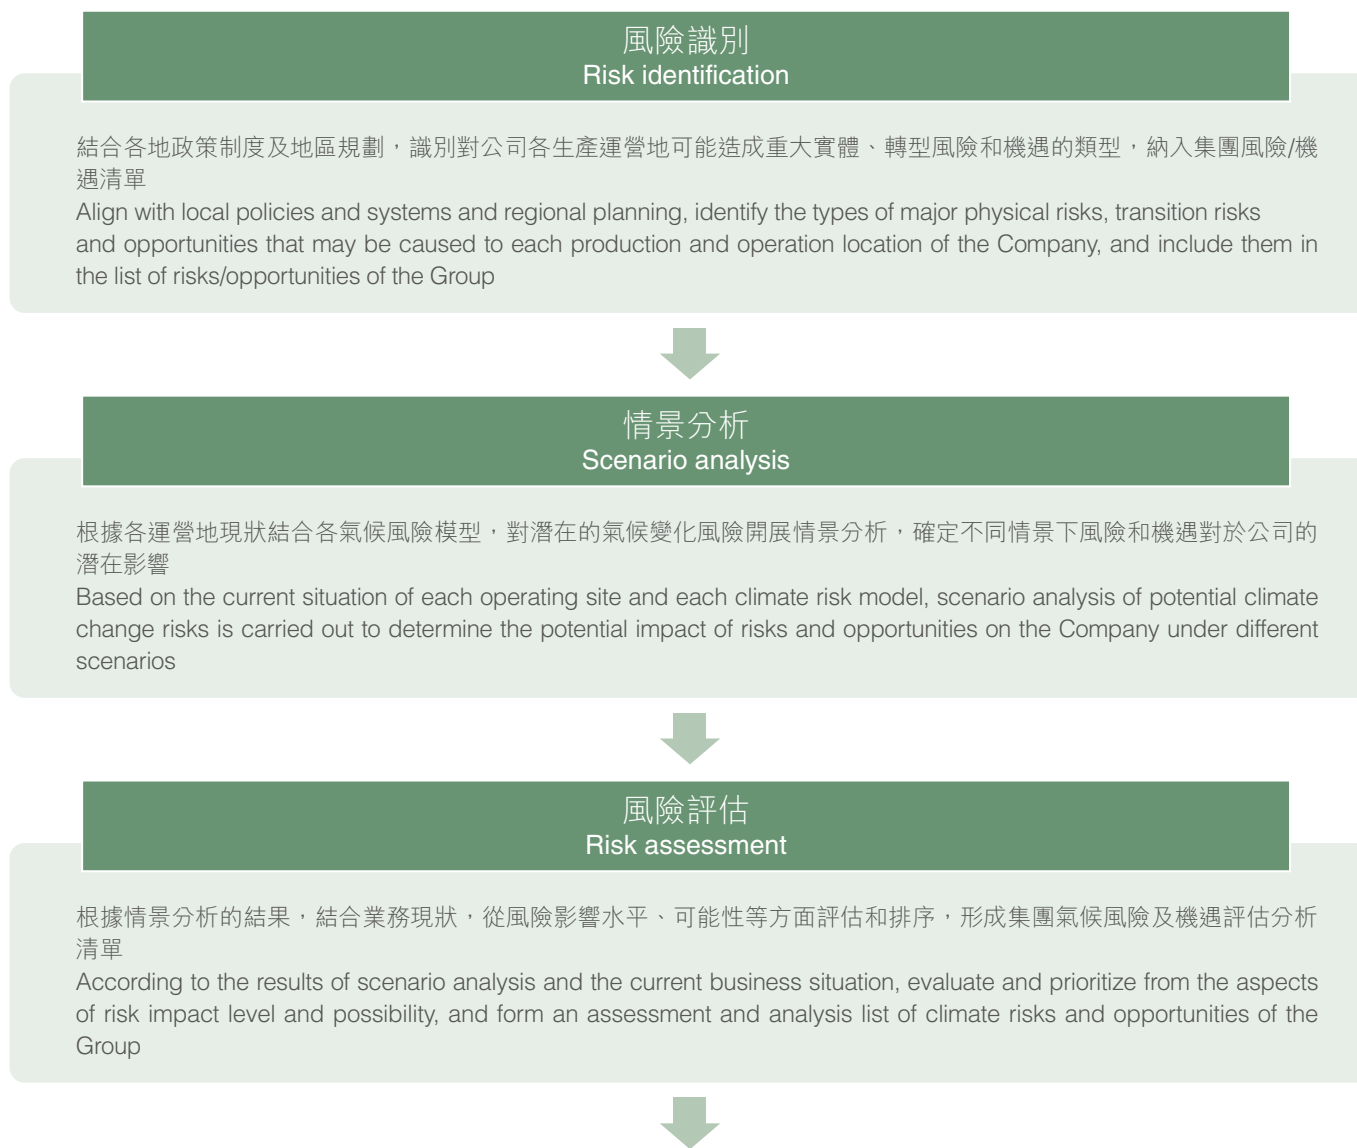 風險識別
Risk identification
結合各地政策制度及地區規劃，識別對公司各生產運營地可能造成重大實體、轉型風險和機遇的類型，納入集團風險/機
遇清單
Align with local policies and systems and regional planning, identify the types of major physical risks, transition risks
and opportunities that may be caused to each production and operation location of the Company, and include them in
the list of risks/opportunities of the Group
情景分析
Scenario analysis
根據各運營地現狀結合各氣候風險模型，對潛在的氣候變化風險開展情景分析，確定不同情景下風險和機遇對於公司的
潛在影響
Based on the current situation of each operating site and each climate risk model, scenario analysis of potential climate
change risks is carried out to determine the potential impact of risks and opportunities on the Company under different
scenarios
風險評估
Risk assessment
根據情景分析的結果，結合業務現狀，從風險影響水平、可能性等方面評估和排序，形成集團氣候風險及機遇評估分析
清單
According to the results of scenario analysis and the current business situation, evaluate and prioritize from the aspects
of risk impact level and possibility, and form an assessment and analysis list of climate risks and opportunities of the
Group